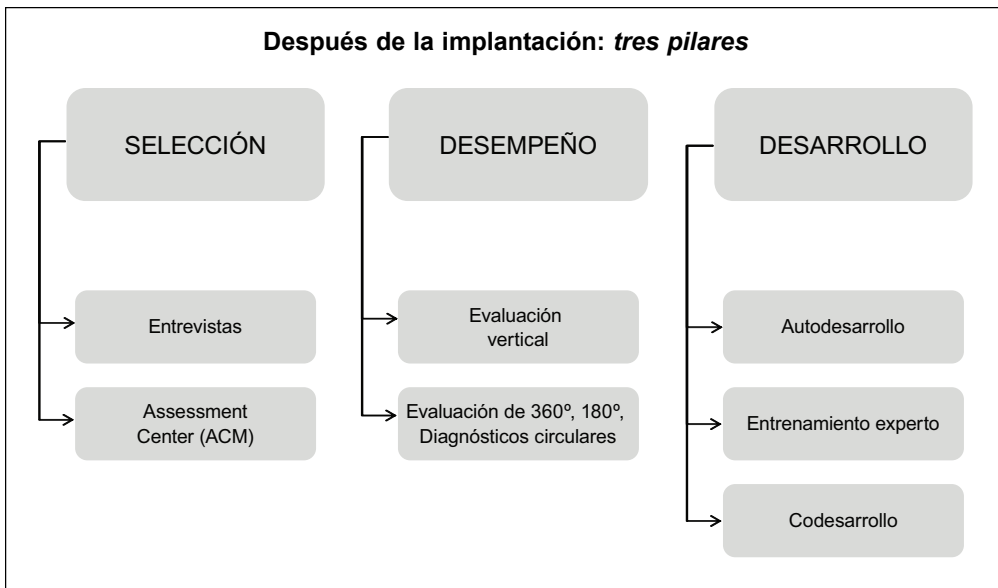 Después de la implantación: tres pilares
SELECCIÓN
Entrevistas
Assessment
Center (ACM)
DESEMPEÑO
Evaluación
vertical
Evaluación de 360º, 180º,
Diagnósticos circulares
DESARROLLO
Autodesarrollo
Entrenamiento experto
Codesarrollo